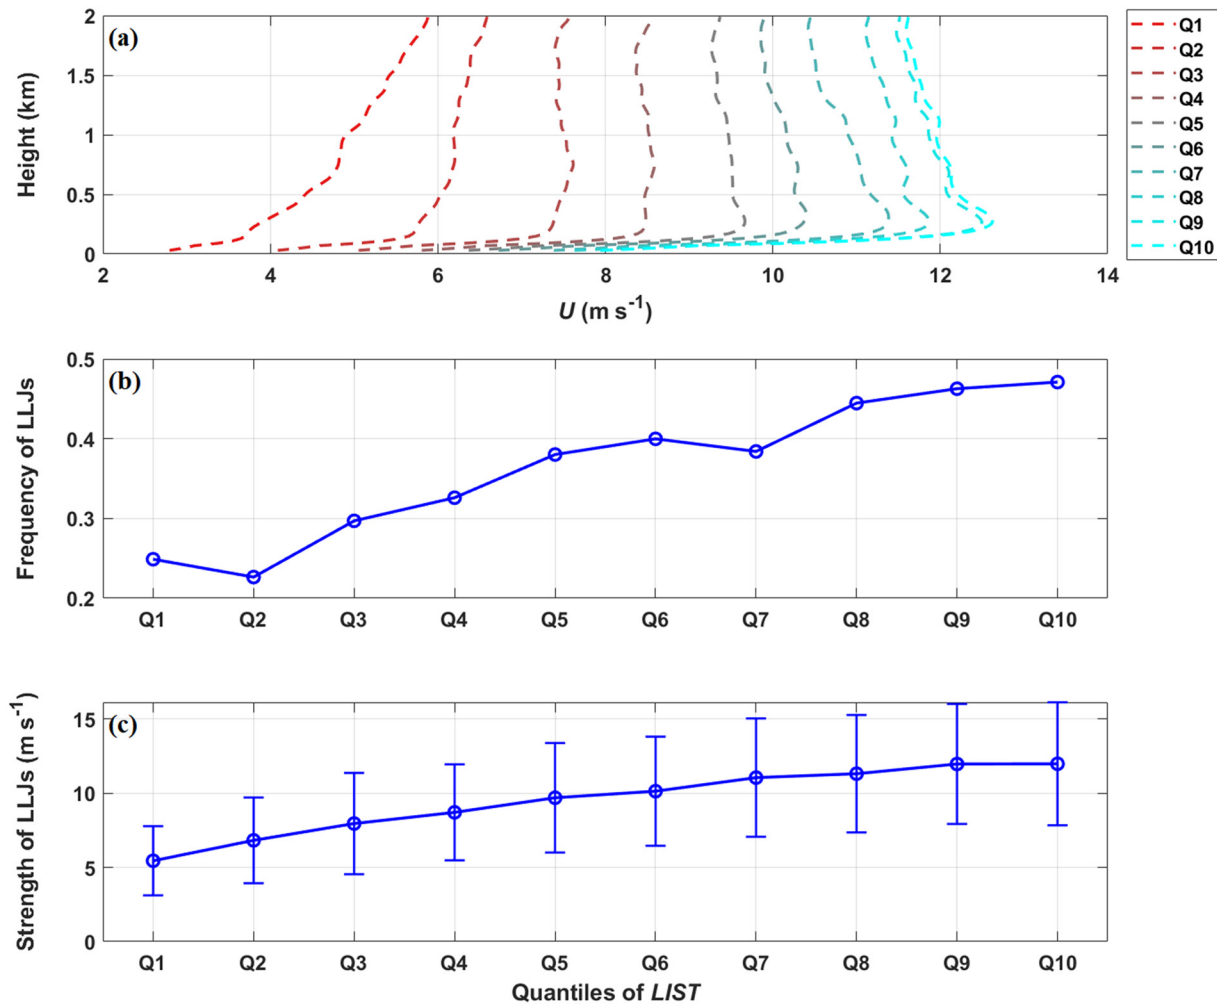 (a)
Height (km)
2
1.5
1
0.5
0
2
4
6
8
10
12
14
U (m s-1)
Q1
Q2
Q3
Q4
Q5
Q6
Q7
Q8
Q9
Q10
(b)
Frequency of LLJs
0.5
0.4
0.3
0.2
Q1
Q2
Q3
Q4
Q5
Q6
Q7
Q8
Q9
Q10
(c)
Strength of LLJs (m s-1)
15
10
5
0
Q1
Q2
Q3
Q4
Q5
Q6
Q7
Q8
Q9
Q10
Quantiles of LIST